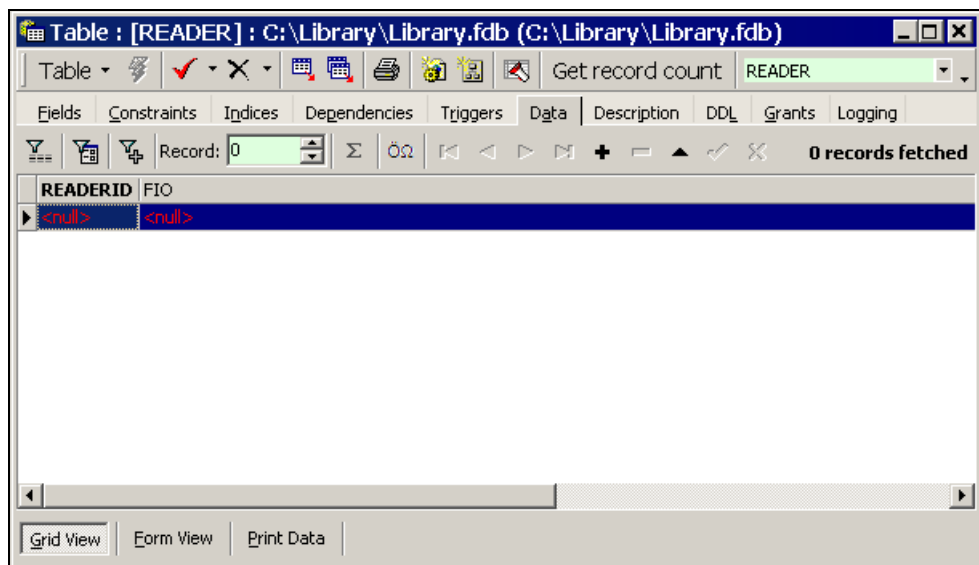 Table : [READER] : C:\Library\Library.fdb (C:\Library\Library.fdb)
Table Get record count READER
Fields Constraints Indices Dependencies Triggers Data Description DDL Grants Logging
Record: 0 Σ ÖΩ 0 records fetched
READERID FIO
<null> <null>
Grid View Form View Print Data